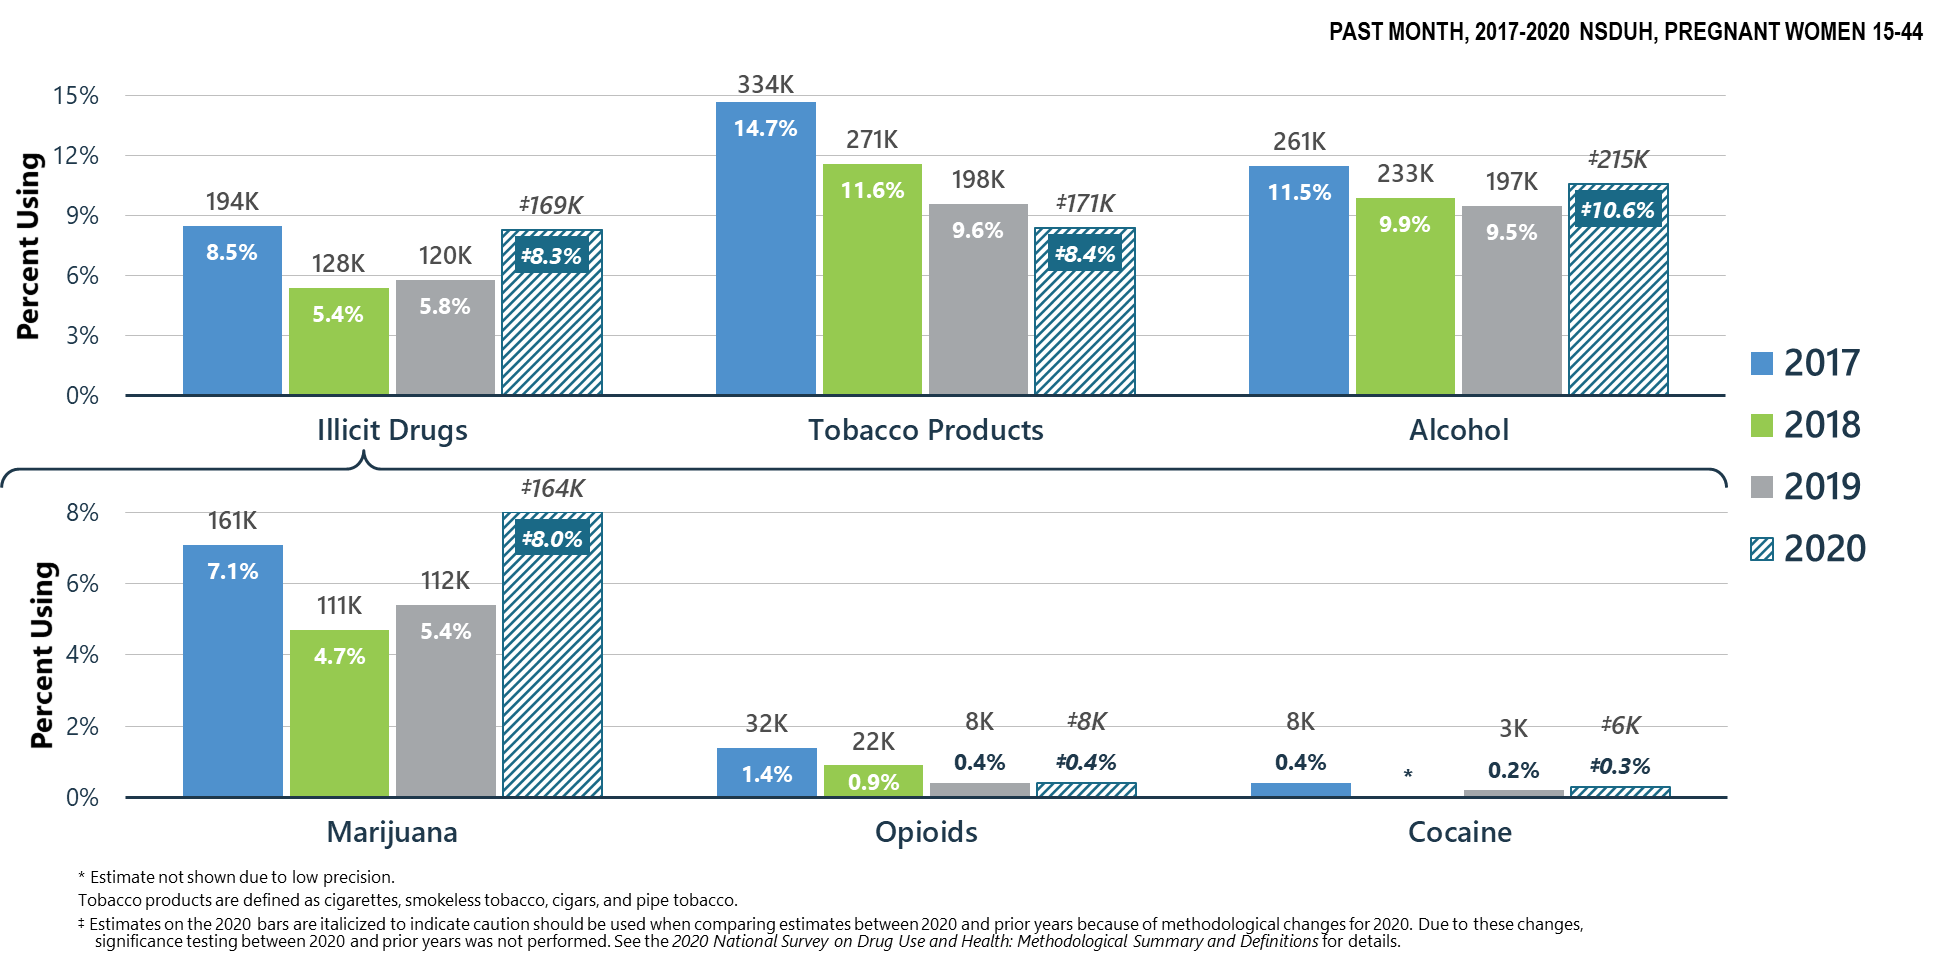 PAST MONTH, 2017-2020 NSDUH, PREGNANT WOMEN 15-44
Percent Using
15%
12%
9%
6%
3%
0%
194K
8.5%
128K
5.4%
120K
5.8%
‡169K
‡8.3%
334K
14.7%
271K
11.6%
198K
9.6%
‡171K
‡8.4%
261K
11.5%
233K
9.9%
197K
9.5%
‡215K
‡10.6%
Illicit Drugs
Tobacco Products
Alcohol
2017
2018
2019
2020
Percent Using
8%
6%
4%
2%
0%
161K
7.1%
111K
4.7%
112K
5.4%
‡164K
‡8.0%
32K
1.4%
22K
0.9%
8K
0.4%
‡8K
‡0.4%
8K
0.4%
*
3K
0.2%
‡6K
‡0.3%
Marijuana
Opioids
Cocaine
* Estimate not shown due to low precision.
Tobacco products are defined as cigarettes, smokeless tobacco, cigars, and pipe tobacco.
‡ Estimates on the 2020 bars are italicized to indicate caution should be used when comparing estimates between 2020 and prior years because of methodological changes for 2020. Due to these changes,
significance testing between 2020 and prior years was not performed. See the 2020 National Survey on Drug Use and Health: Methodological Summary and Definitions for details.